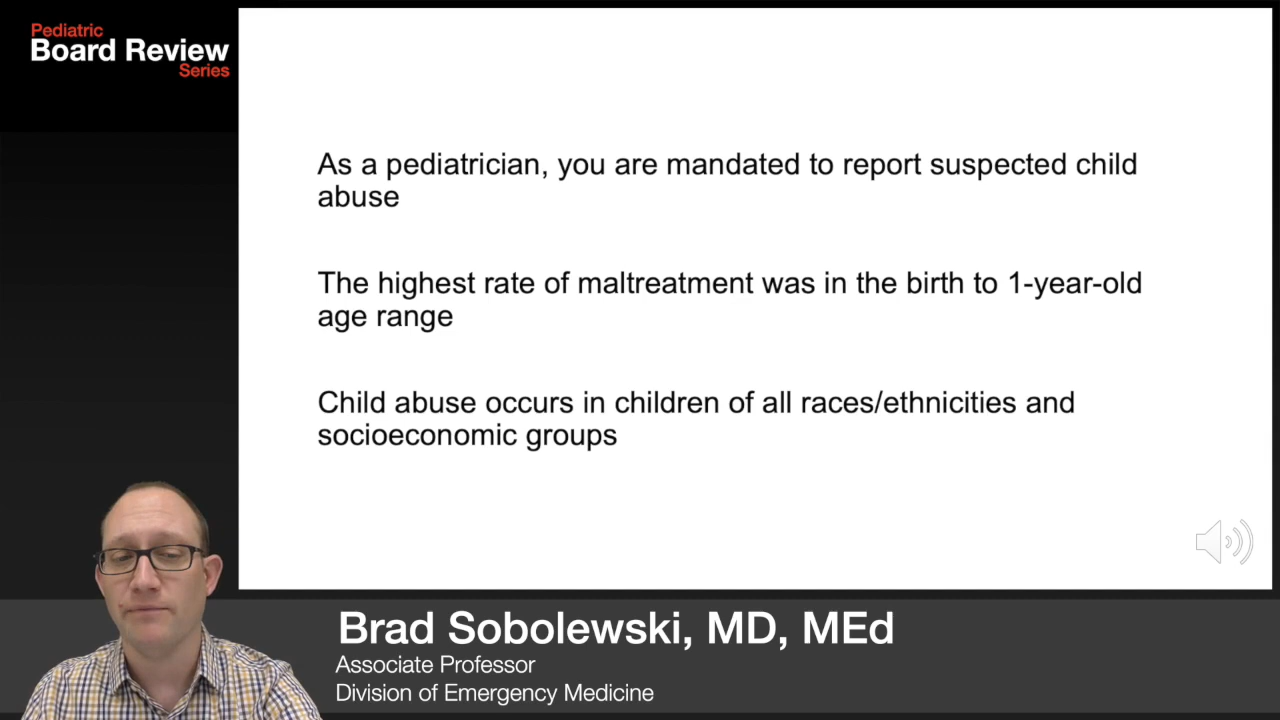 Pediatric
Board Review
Series
As a pediatrician, you are mandated to report suspected child
abuse
The highest rate of maltreatment was in the birth to 1-year-old
age range
Child abuse occurs in children of all races/ethnicities and
socioeconomic groups
Brad Sobolewski, MD, MEd
Associate Professor
Division of Emergency Medicine